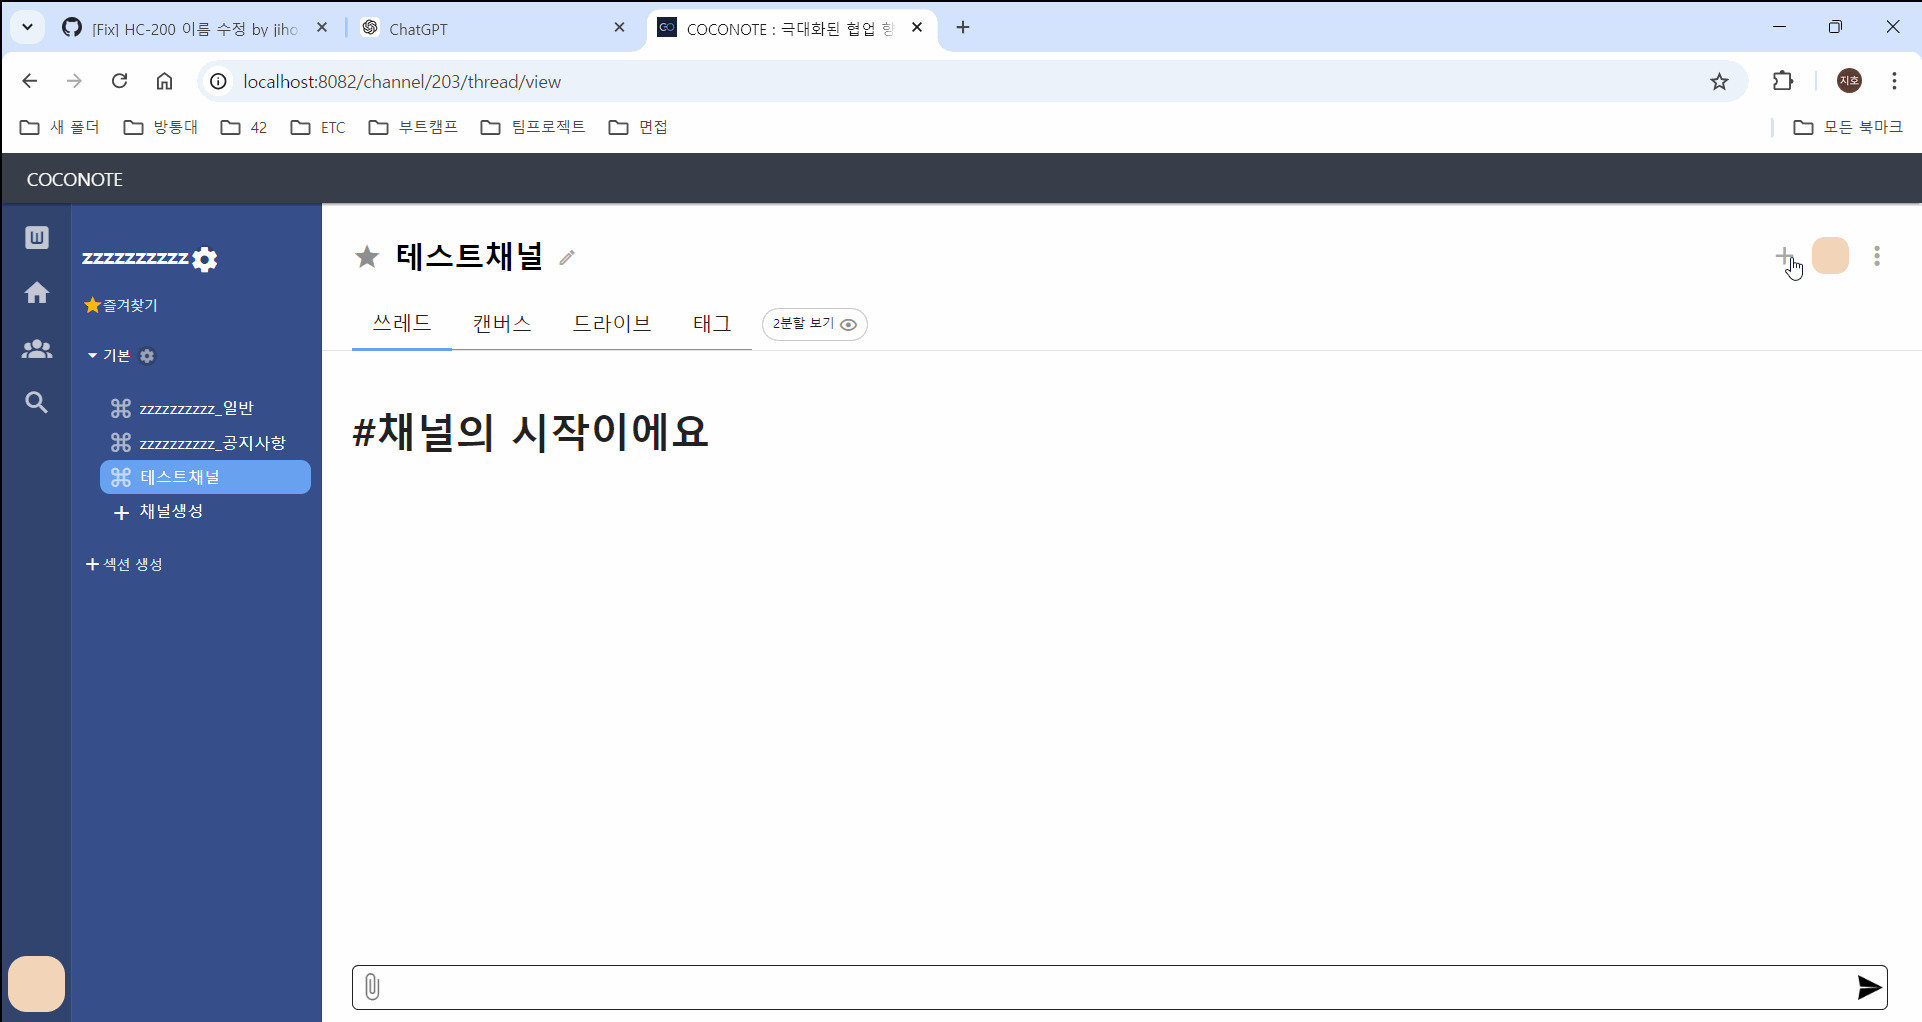 [Fix] HC-200 이름 수정 by jiho
ChatGPT
COCONOTE : 극대화된 협업 향
localhost:8082/channel/203/thread/view
지호
새 폴더
방통대
42
ETC
부트캠프
팀프로젝트
면접
모든 북마크
COCONOTE
W
zzzzzzzzzz
즐겨찾기
기본
zzzzzzzzzz_일반
zzzzzzzzzz_공지사항
테스트채널
채널생성
섹션 생성
테스트채널
쓰레드
캔버스
드라이브
태그
2분할 보기
#채널의 시작이에요